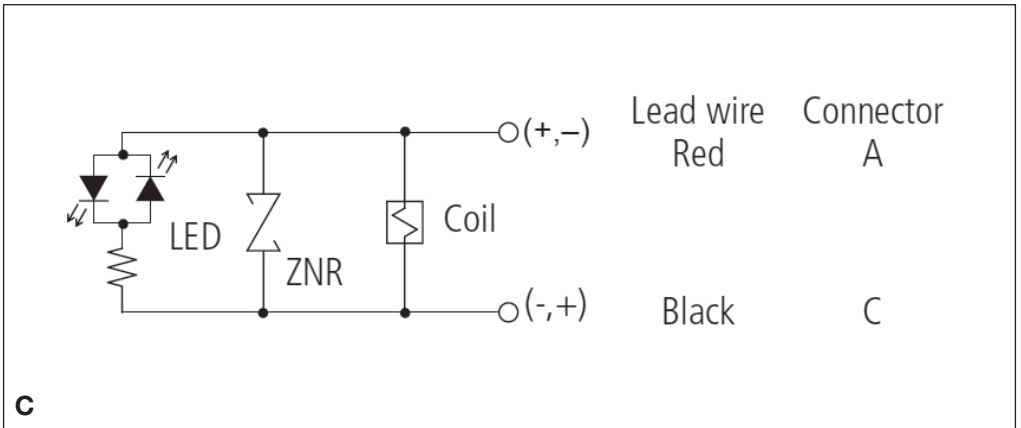 Lead wire Connector
(+,–) Red A
LED
Coil
ZNR
(-,+) Black C
C